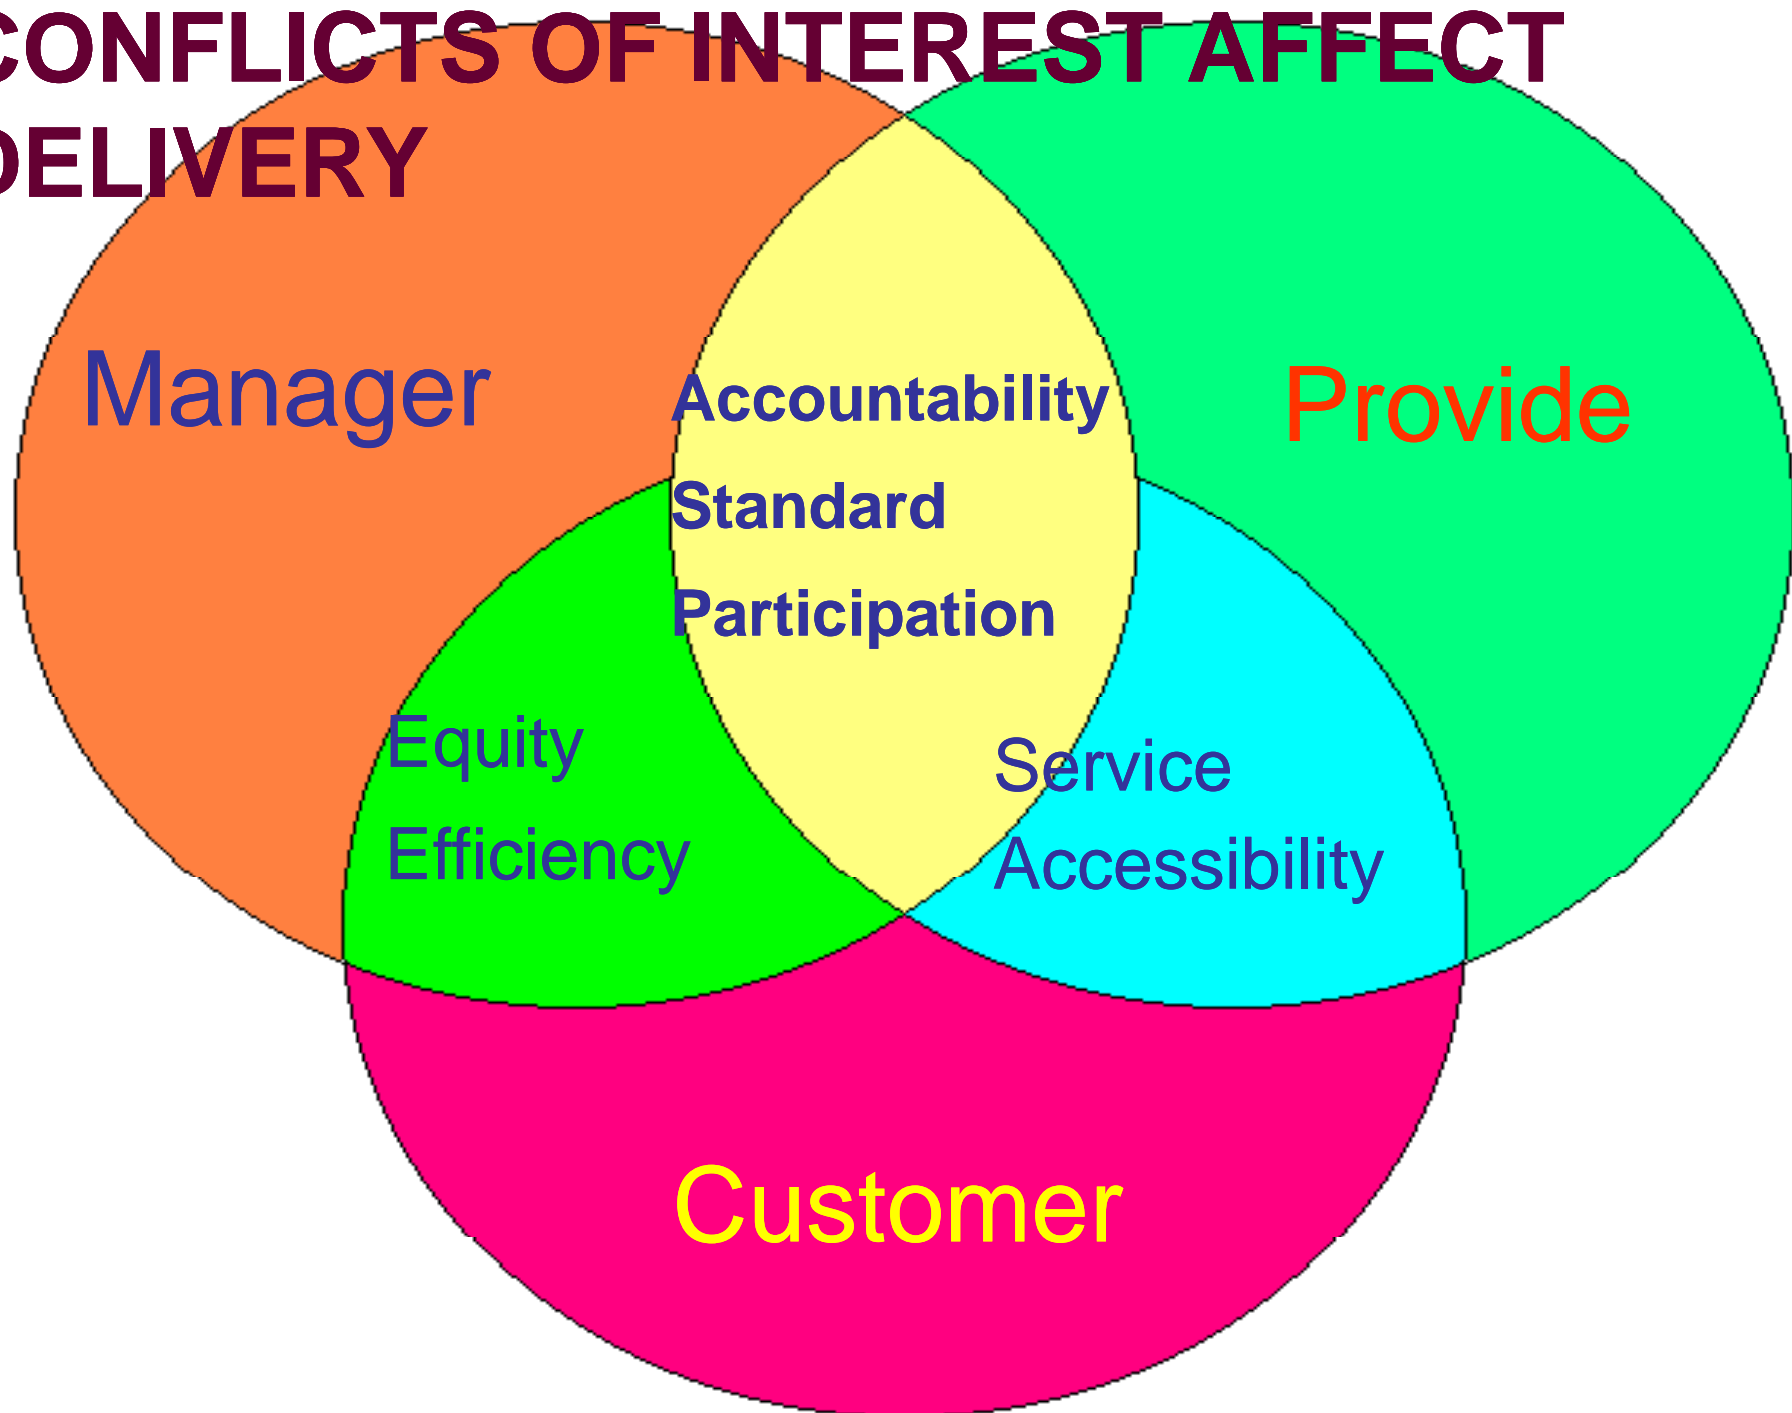 CONFLICTS OF INTEREST AFFECT
DELIVERY
Manager
Provide
Accountability
Standard
Participation
Equity
Efficiency
Service
Accessibility
Customer